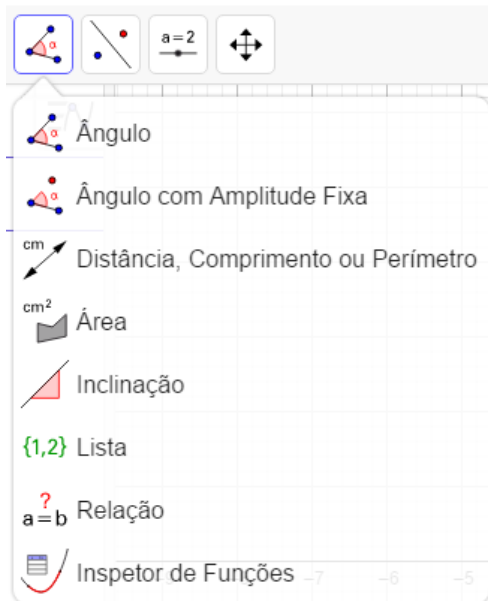 α
a=2
α Ângulo
α Ângulo com Amplitude Fixa
cm Distância, Comprimento ou Perímetro
cm² Área
Inclinação
{1,2} Lista
? a=b Relação
Inspetor de Funções
-7 -6 -5